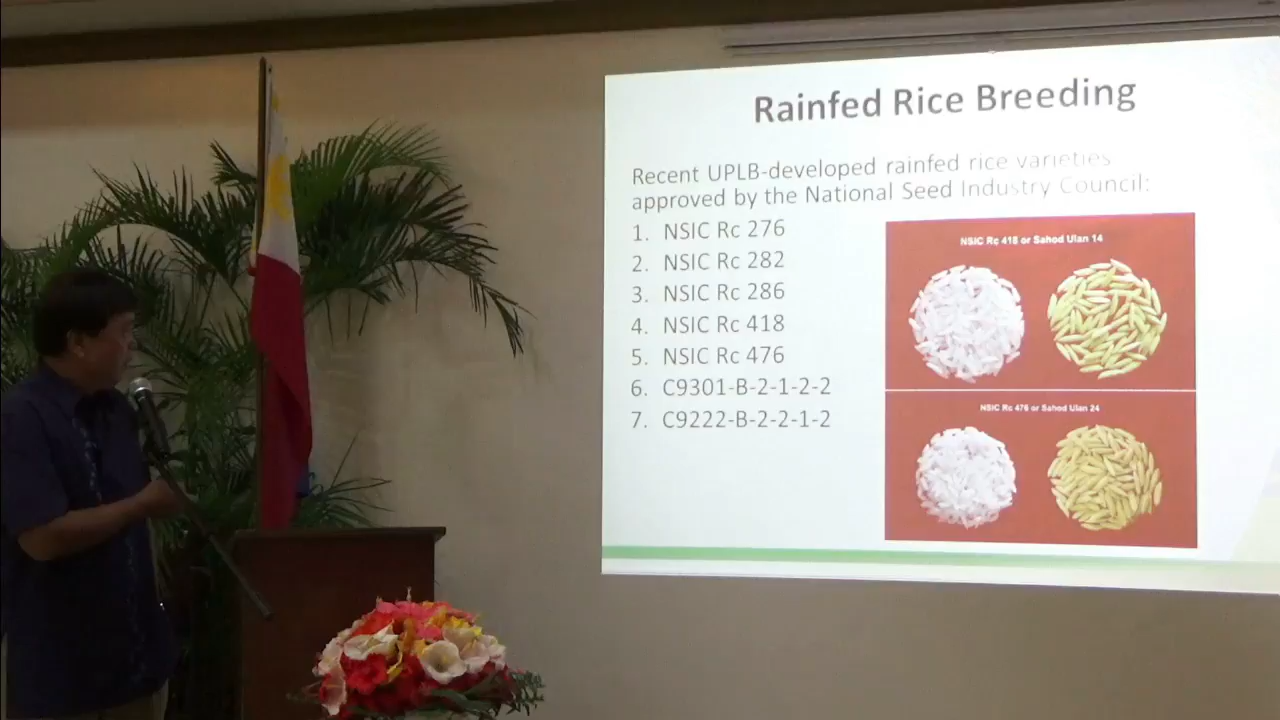 Rainfed Rice Breeding
Recent UPLB-developed rainfed rice varieties
approved by the National Seed Industry Council:
1. NSIC Rc 276
2. NSIC Rc 282
3. NSIC Rc 286
4. NSIC Rc 418
5. NSIC Rc 476
6. C9301-B-2-1-2-2
7. C9222-B-2-2-1-2
NSIC Rc 418 or Sahod Ulan 14
NSIC Rc 476 or Sahod Ulan 24